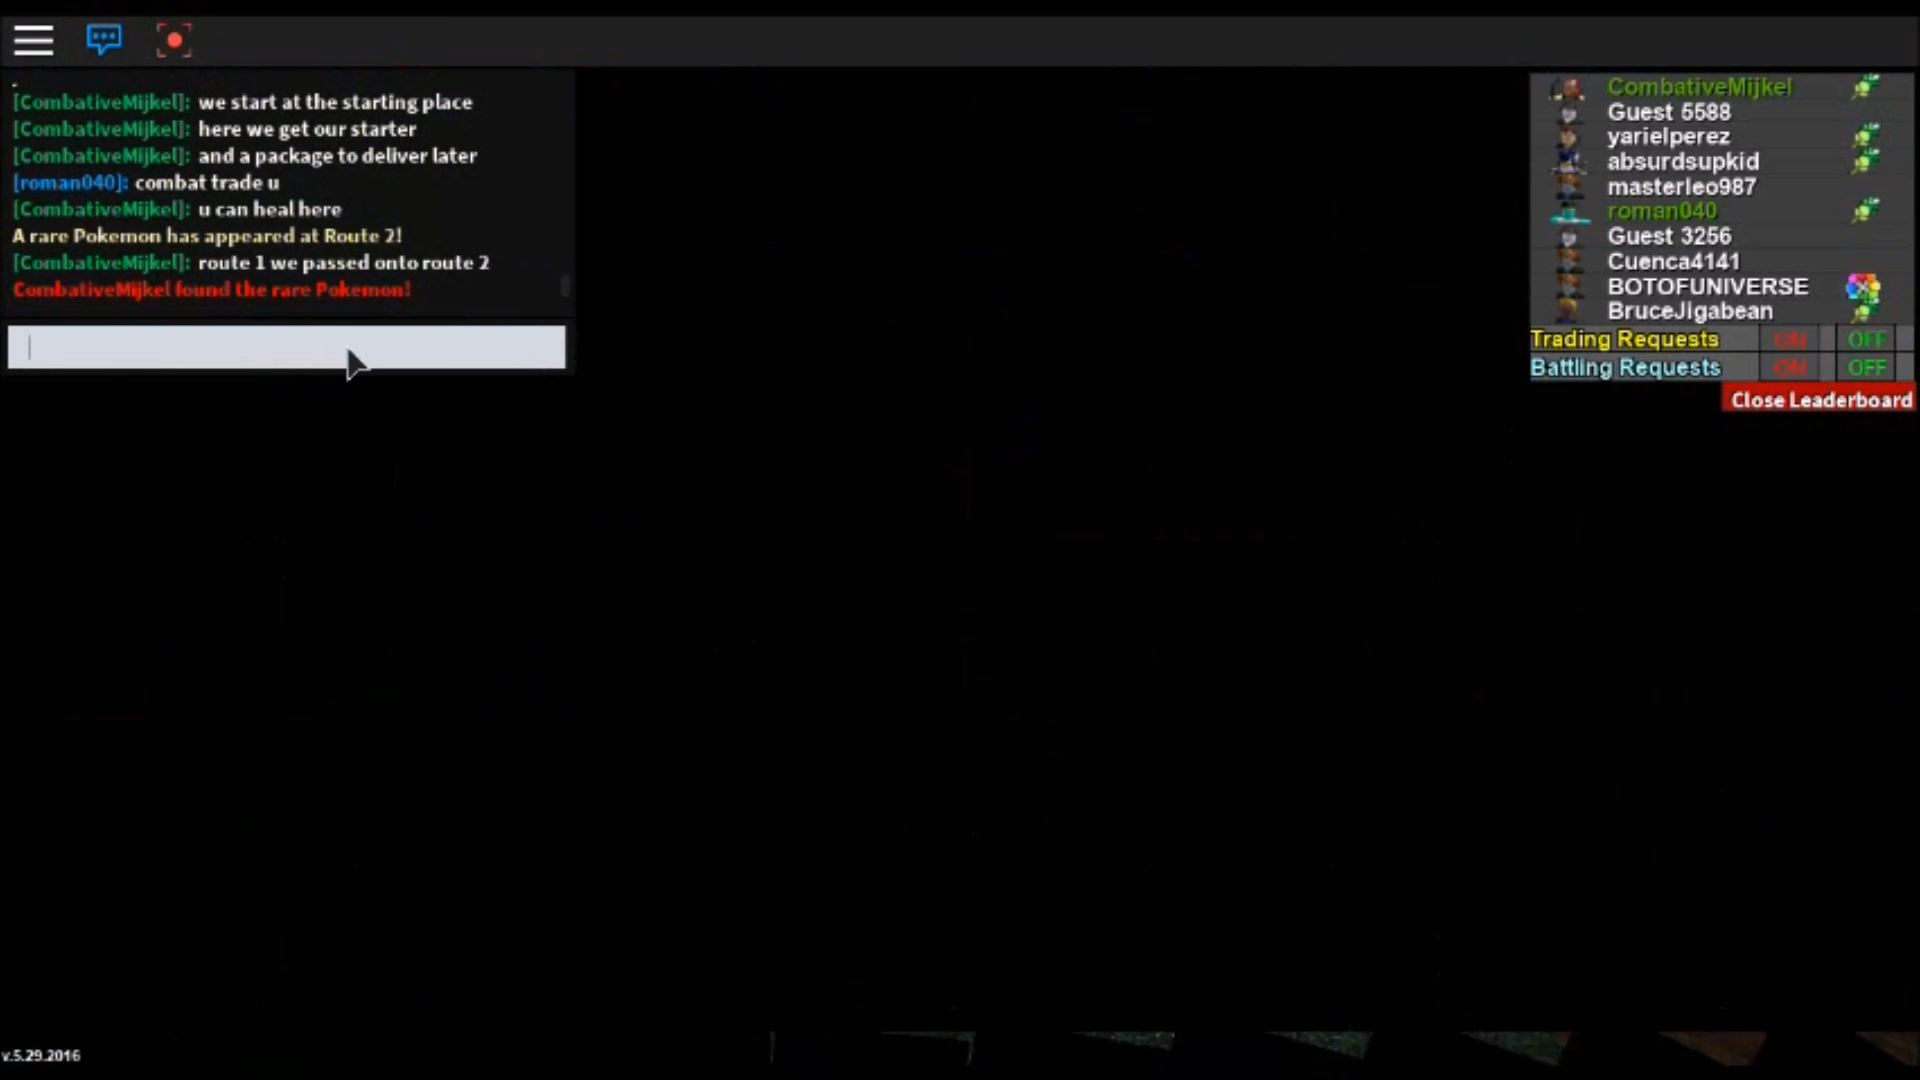 [CombativeMijkel]: we start at the starting place
[CombativeMijkel]: here we get our starter
[CombativeMijkel]: and a package to deliver later
[roman040]: combat trade u
[CombativeMijkel]: u can heal here
A rare Pokemon has appeared at Route 2!
[CombativeMijkel]: route 1 we passed onto route 2
CombativeMijkel found the rare Pokemon!
CombativeMijkel
Guest 5588
yarielperez
absurdsupkid
masterleo987
roman040
Guest 3256
Cuenca4141
BOTOFUNIVERSE
BruceJigabean
Trading Requests ON OFF
Battling Requests ON OFF
Close Leaderboard
v.5.29.2016